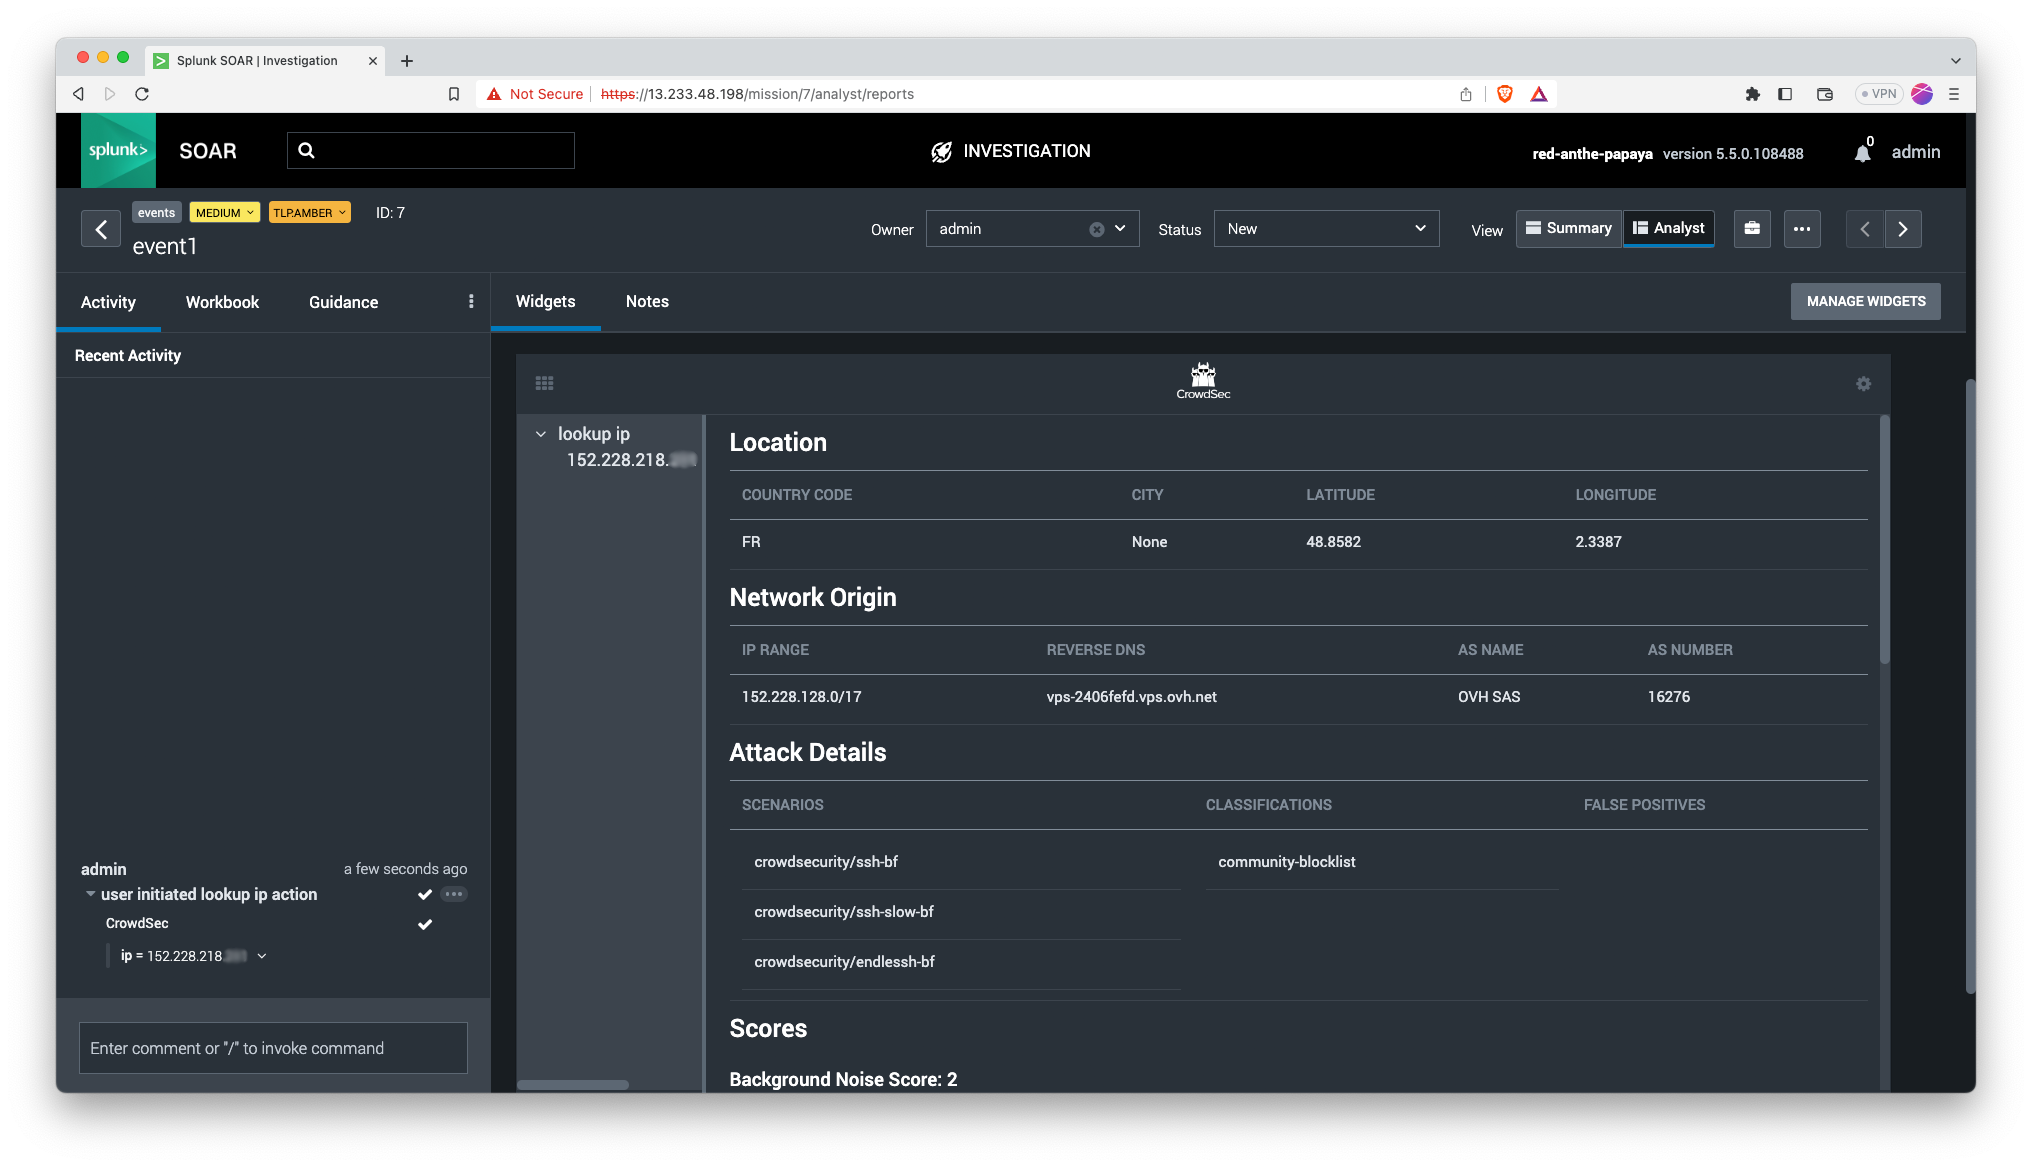 Splunk SOAR | Investigation
Not Secure https://13.233.48.198/mission/7/analyst/reports
VPN
splunk> SOAR
INVESTIGATION
red-anthe-papaya version 5.5.0.108488
0
admin
events MEDIUM TLP:AMBER ID: 7
event1
Owner admin Status New View Summary Analyst
Activity Workbook Guidance
Widgets Notes MANAGE WIDGETS
Recent Activity
CrowdSec
lookup ip
152.228.218.
Location
COUNTRY CODE CITY LATITUDE LONGITUDE
FR None 48.8582 2.3387
Network Origin
IP RANGE REVERSE DNS AS NAME AS NUMBER
152.228.128.0/17 vps-2406fefd.vps.ovh.net OVH SAS 16276
Attack Details
SCENARIOS CLASSIFICATIONS FALSE POSITIVES
crowdsecurity/ssh-bf community-blocklist
crowdsecurity/ssh-slow-bf
crowdsecurity/endlessh-bf
Scores
Background Noise Score: 2
admin a few seconds ago
user initiated lookup ip action
CrowdSec
ip = 152.228.218
Enter comment or "/" to invoke command